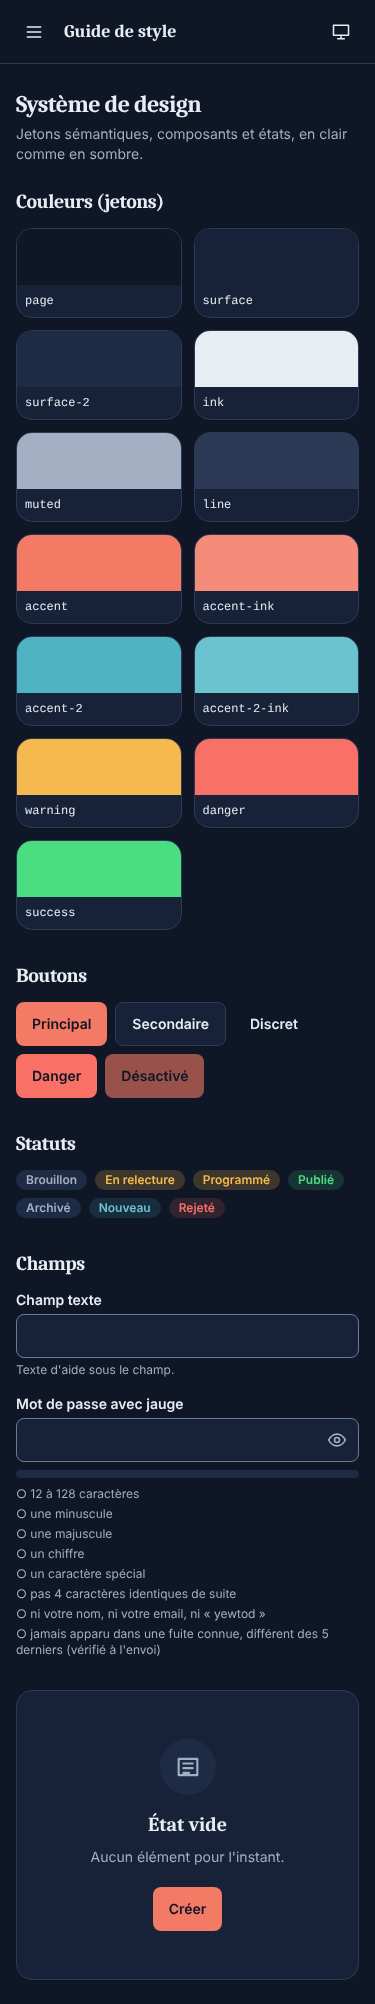 Guide de style
Système de design
Jetons sémantiques, composants et états, en clair
comme en sombre.
Couleurs (jetons)
page
surface
surface-2
ink
muted
line
accent
accent-ink
accent-2
accent-2-ink
warning
danger
success
Boutons
Principal
Secondaire
Discret
Danger
Désactivé
Statuts
Brouillon
En relecture
Programmé
Publié
Archivé
Nouveau
Rejeté
Champs
Champ texte
Texte d'aide sous le champ.
Mot de passe avec jauge
12 à 128 caractères
une minuscule
une majuscule
un chiffre
un caractère spécial
pas 4 caractères identiques de suite
ni votre nom, ni votre email, ni « yewtod »
jamais apparu dans une fuite connue, différent des 5
derniers (vérifié à l'envoi)
État vide
Aucun élément pour l'instant.
Créer